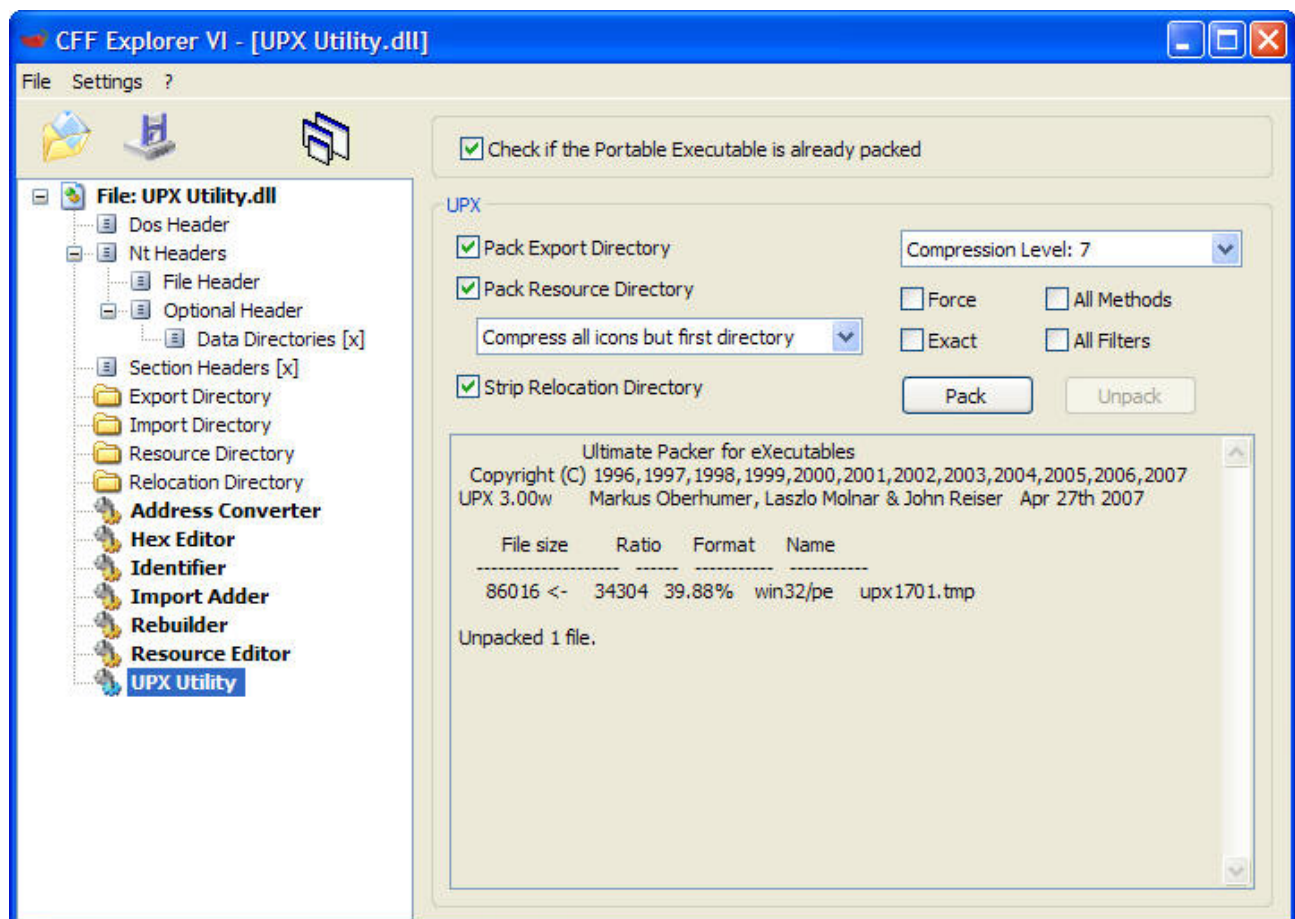 CFF Explorer VI - [UPX Utility.dll]
File Settings ?
Check if the Portable Executable is already packed
File: UPX Utility.dll
Dos Header
Nt Headers
File Header
Optional Header
Data Directories [x]
Section Headers [x]
Export Directory
Import Directory
Resource Directory
Relocation Directory
Address Converter
Hex Editor
Identifier
Import Adder
Rebuilder
Resource Editor
UPX Utility
UPX
Pack Export Directory
Compression Level: 7
Pack Resource Directory
Force All Methods
Compress all icons but first directory
Exact All Filters
Strip Relocation Directory
Pack Unpack
Ultimate Packer for eXecutables
Copyright (C) 1996,1997,1998,1999,2000,2001,2002,2003,2004,2005,2006,2007
UPX 3.00w Markus Oberhumer, Laszlo Molnar & John Reiser Apr 27th 2007
File size Ratio Format Name
-------------------- ------ ----------- -----------
86016 <- 34304 39.88% win32/pe upx1701.tmp
Unpacked 1 file.